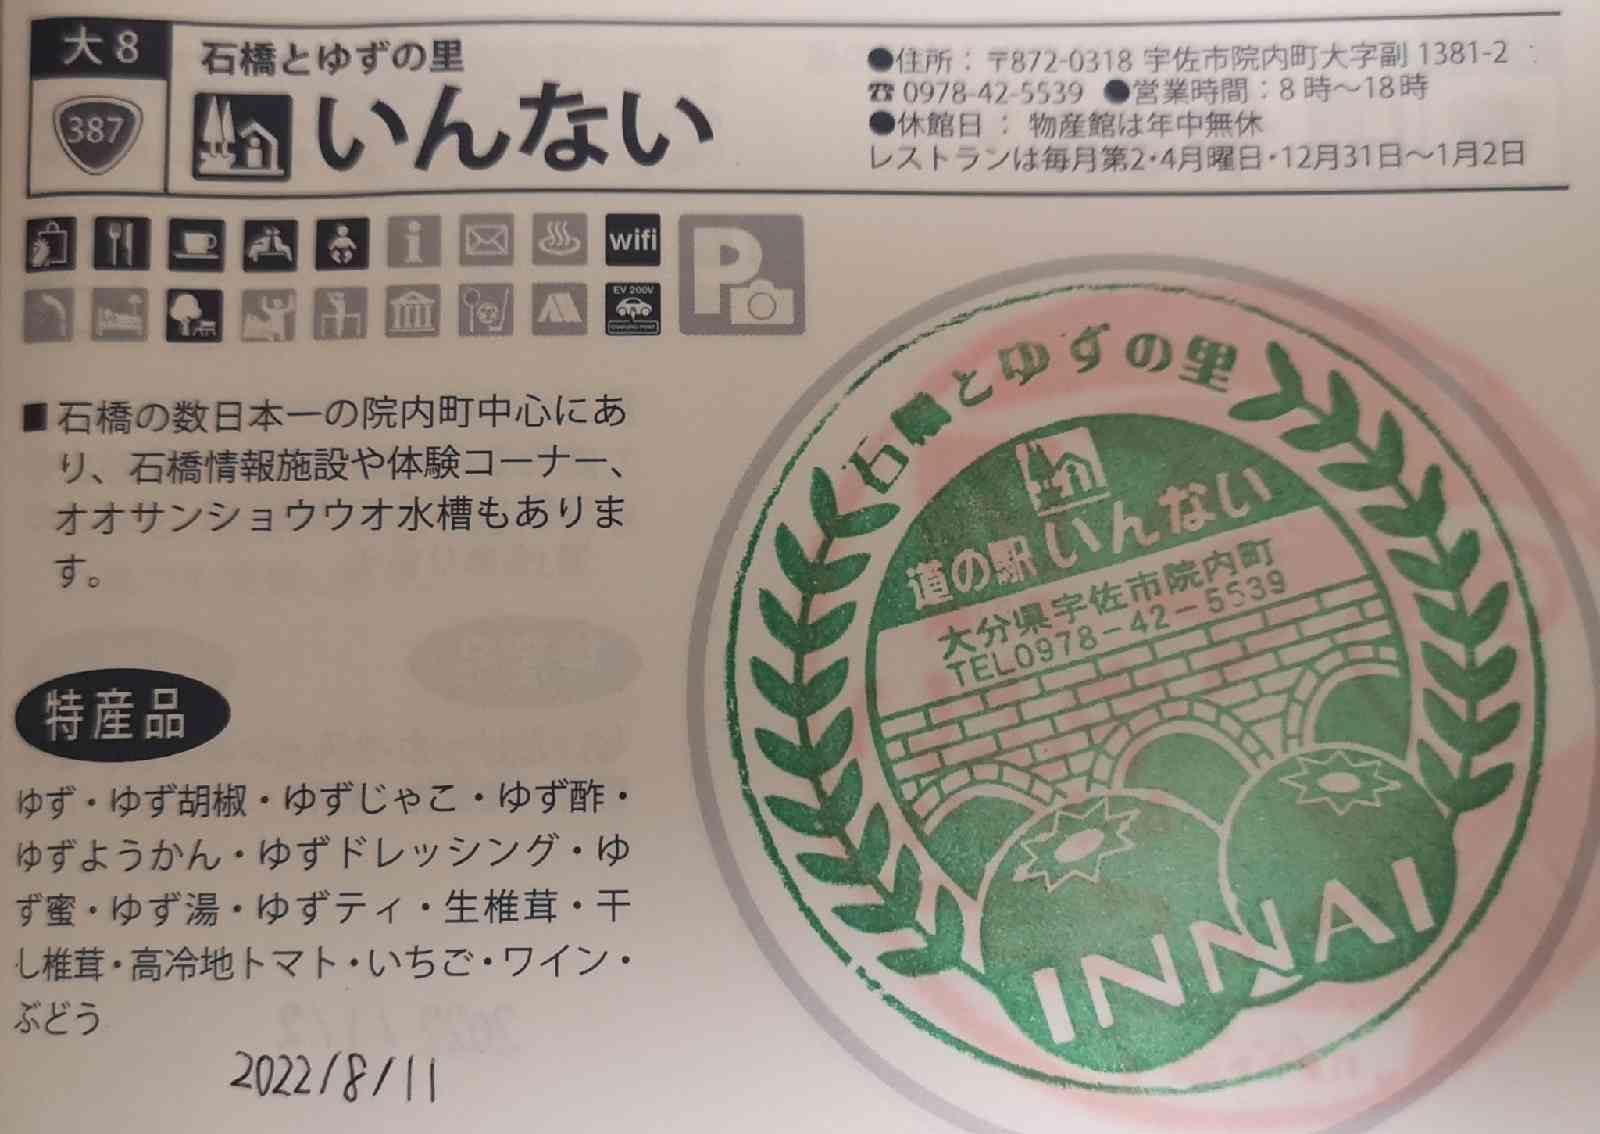 大8
387
石橋とゆずの里
いんない
●住所：〒872-0318 宇佐市院内町大字副 1381-2
☎ 0978-42-5539 ●営業時間：8時〜18時
●休館日： 物産館は年中無休
レストランは毎月第2･4月曜日･12月31日〜1月2日
wifi
P
EV 200V
CHARGING POINT
■石橋の数日本一の院内町中心にあ
り、石橋情報施設や体験コーナー、
オオサンショウウオ水槽もありま
す。
特産品
ゆず・ゆず胡椒・ゆずじゃこ・ゆず酢・
ゆずようかん・ゆずドレッシング・ゆ
ず蜜・ゆず湯・ゆずティ・生椎茸・干
し椎茸・高冷地トマト・いちご・ワイン・
ぶどう
2022/8/11
石橋とゆずの里
道の駅 いんない
大分県宇佐市院内町
TEL0978-42-5539
INNAI